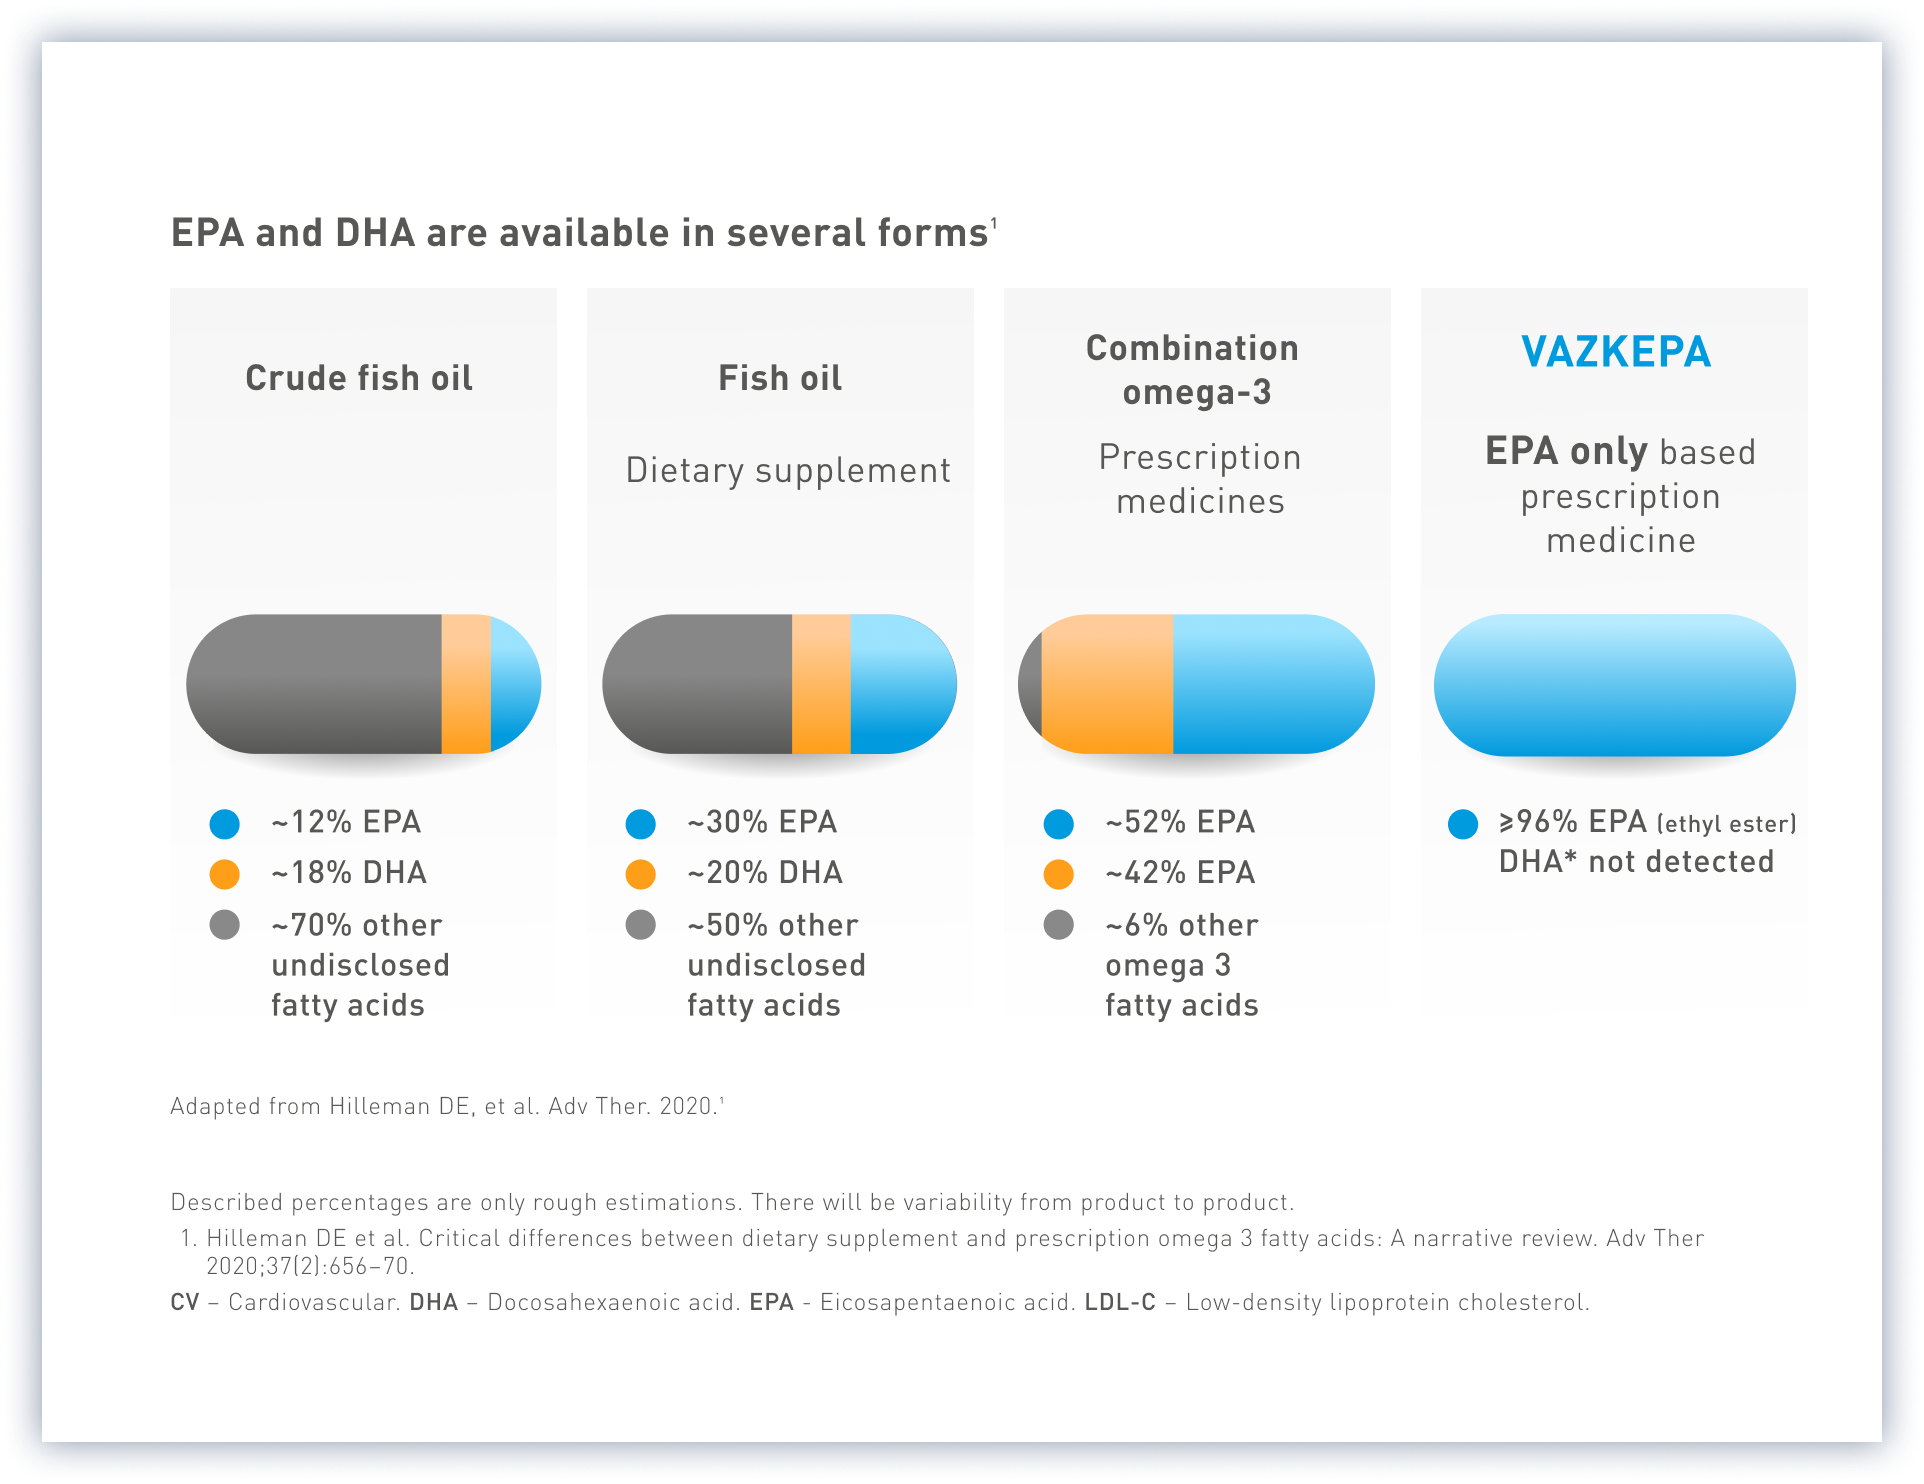 EPA and DHA are available in several forms¹
Crude fish oil
~12% EPA
~18% DHA
~70% other
undisclosed
fatty acids
Fish oil
Dietary supplement
~30% EPA
~20% DHA
~50% other
undisclosed
fatty acids
Combination
omega-3
Prescription
medicines
~52% EPA
~42% EPA
~6% other
omega 3
fatty acids
VAZKEPA
EPA only based
prescription
medicine
⩾96% EPA (ethyl ester)
DHA* not detected
Adapted from Hilleman DE, et al. Adv Ther. 2020.¹
Described percentages are only rough estimations. There will be variability from product to product.
1. Hilleman DE et al. Critical differences between dietary supplement and prescription omega 3 fatty acids: A narrative review. Adv Ther
2020;37(2):656–70.
CV – Cardiovascular. DHA – Docosahexaenoic acid. EPA - Eicosapentaenoic acid. LDL-C – Low-density lipoprotein cholesterol.